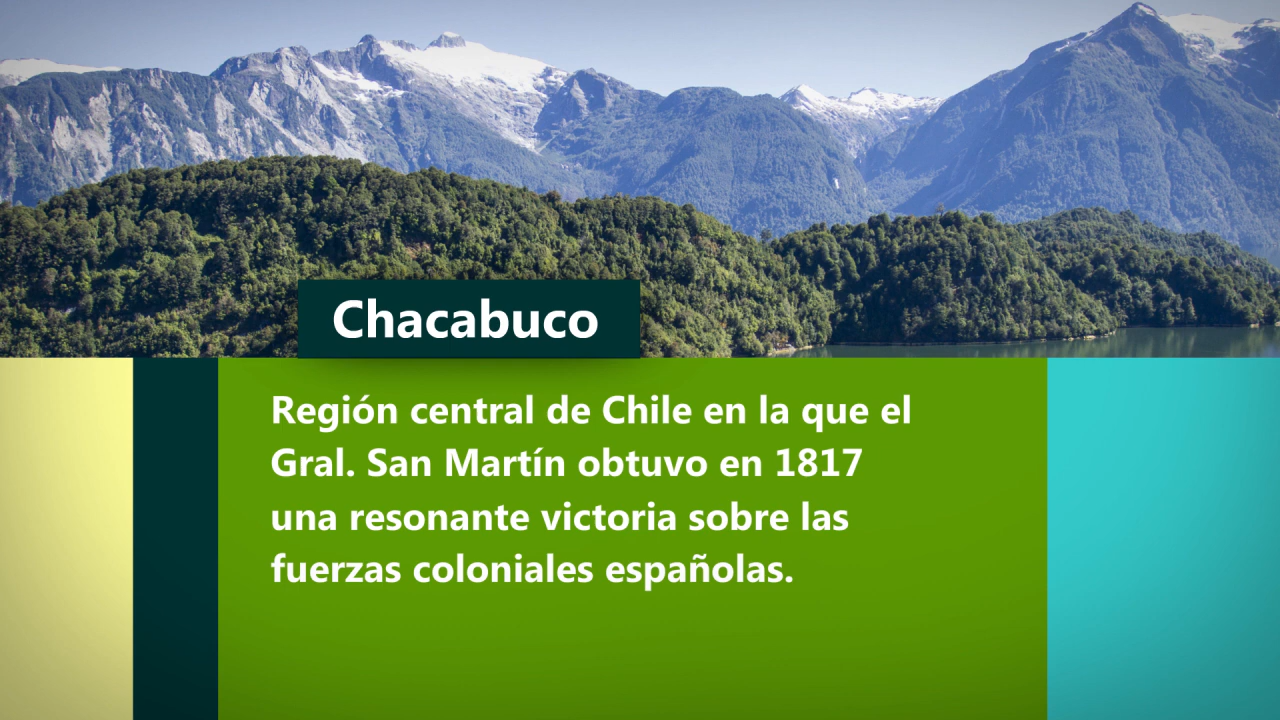 Chacabuco
Región central de Chile en la que el
Gral. San Martín obtuvo en 1817
una resonante victoria sobre las
fuerzas coloniales españolas.